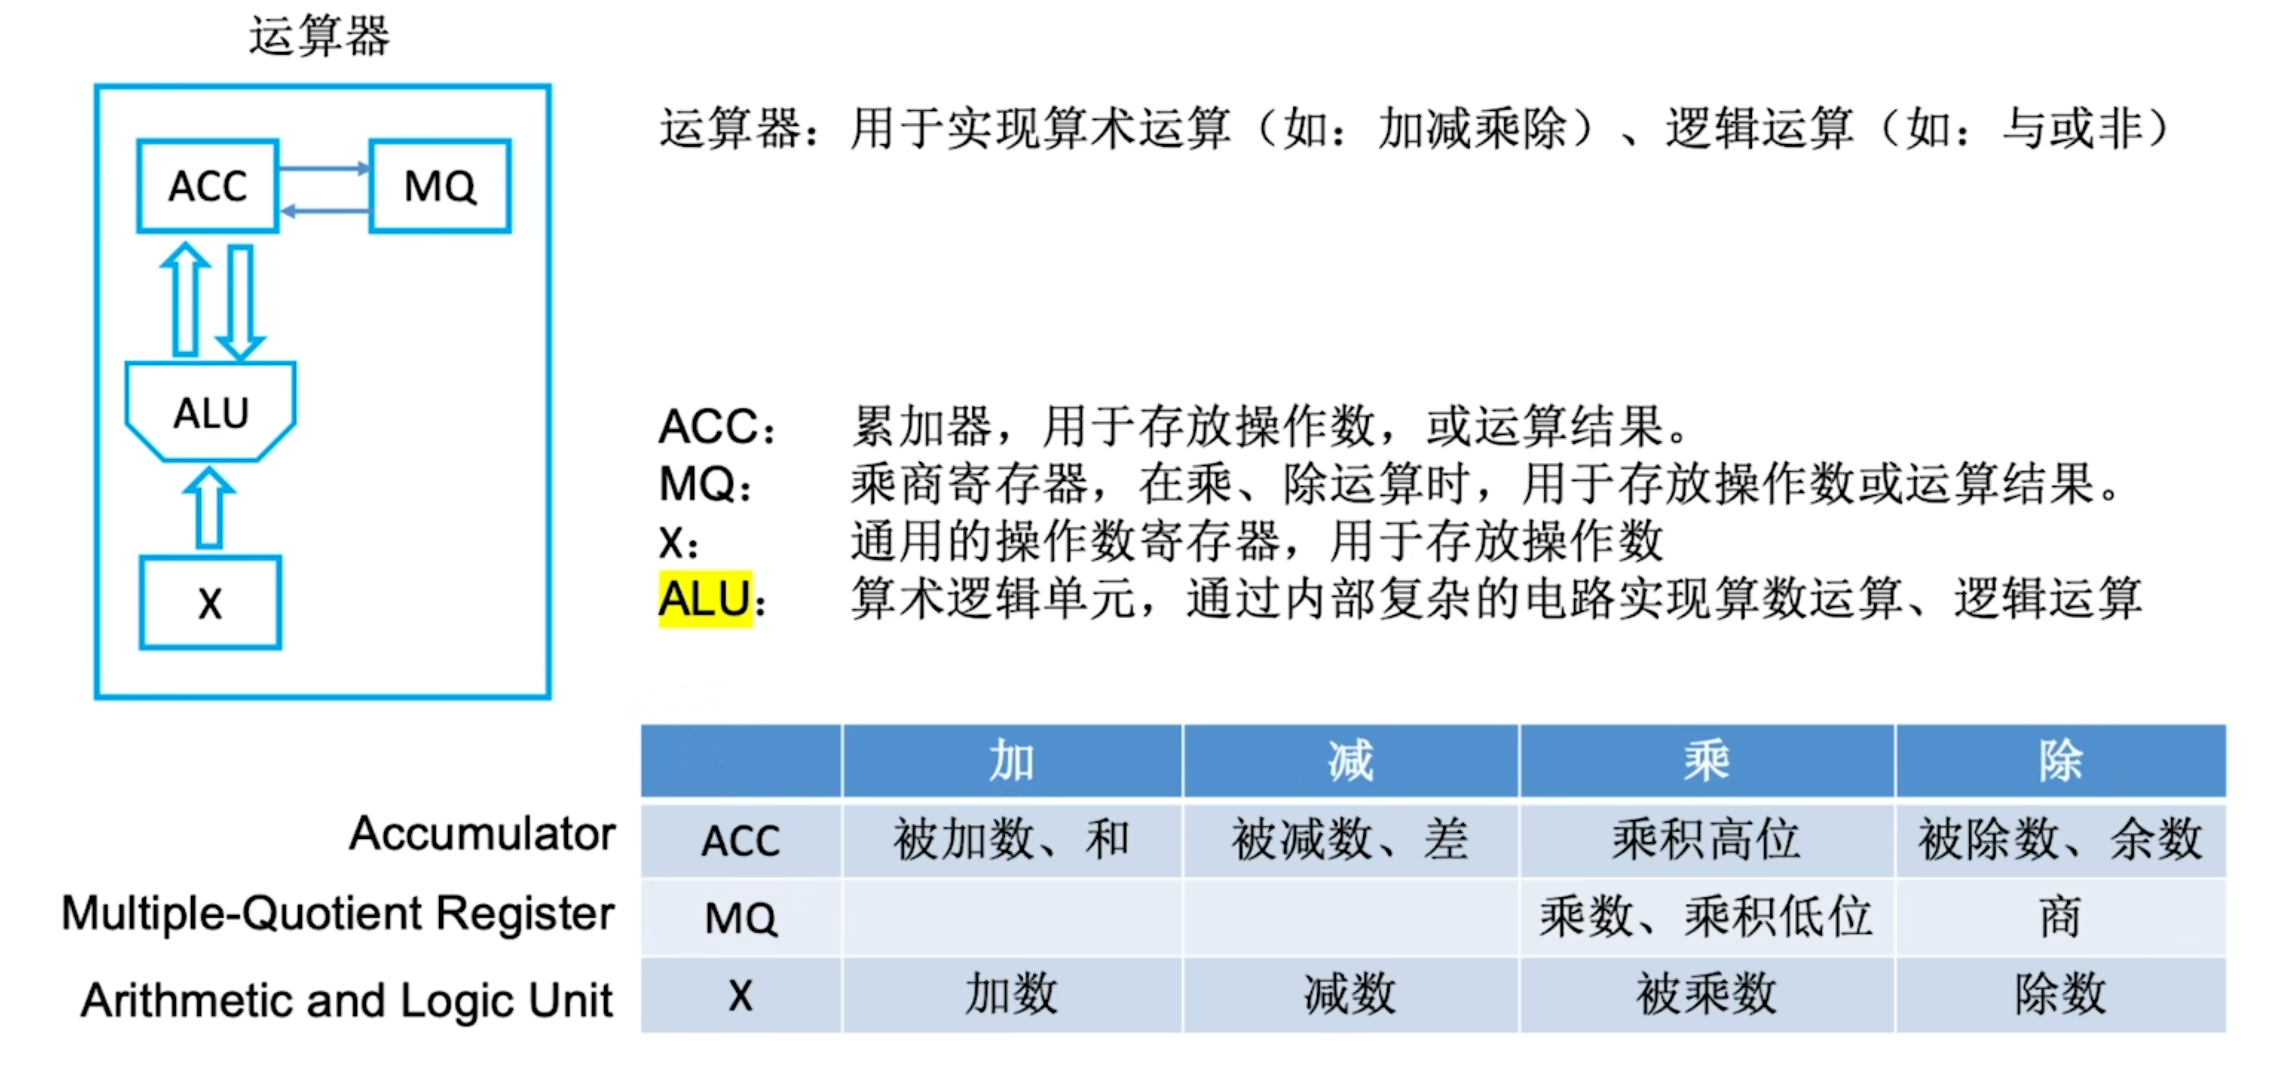 运算器
ACC
MQ
ALU
X
运算器：用于实现算术运算（如：加减乘除）、逻辑运算（如：与或非）
ACC： 累加器，用于存放操作数，或运算结果。
MQ： 乘商寄存器，在乘、除运算时，用于存放操作数或运算结果。
X： 通用的操作数寄存器，用于存放操作数
ALU： 算术逻辑单元，通过内部复杂的电路实现算数运算、逻辑运算
加 减 乘 除
Accumulator ACC 被加数、和 被减数、差 乘积高位 被除数、余数
Multiple-Quotient Register MQ 乘数、乘积低位 商
Arithmetic and Logic Unit X 加数 减数 被乘数 除数